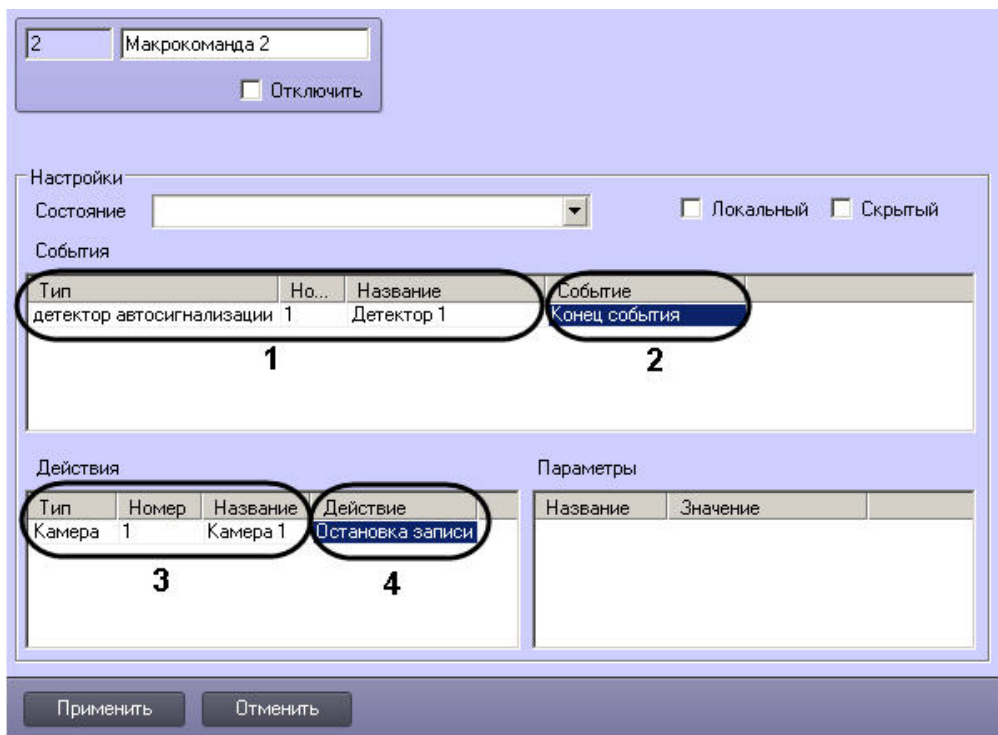 2 Макрокоманда 2
Отключить
Настройки
Состояние Локальный Скрытый
События
Тип Но... Название Событие
детектор автосигнализации 1 Детектор 1 Конец события
1 2
Действия Параметры
Тип Номер Название Действие Название Значение
Камера 1 Камера 1 Остановка записи
3 4
Применить Отменить